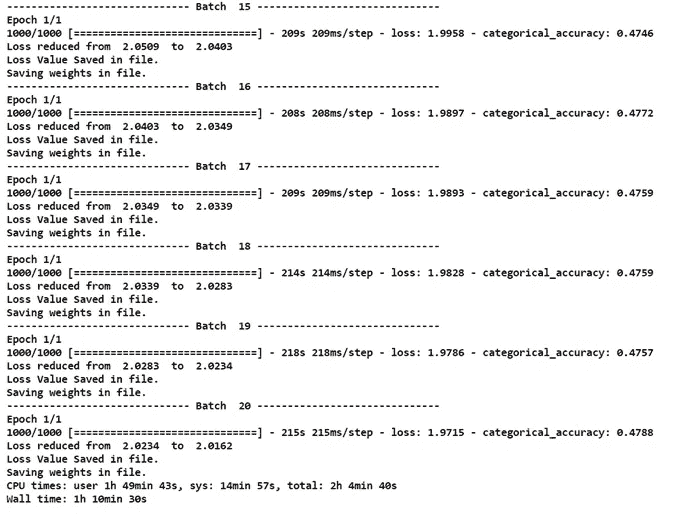 ------------------------------ Batch  15  ------------------------------
Epoch 1/1
1000/1000 [==============================] - 209s 209ms/step - loss: 1.9958 - categorical_accuracy: 0.4746
Loss reduced from  2.0509  to  2.0403
Loss Value Saved in file.
Saving weights in file.
------------------------------ Batch  16  ------------------------------
Epoch 1/1
1000/1000 [==============================] - 208s 208ms/step - loss: 1.9897 - categorical_accuracy: 0.4772
Loss reduced from  2.0403  to  2.0349
Loss Value Saved in file.
Saving weights in file.
------------------------------ Batch  17  ------------------------------
Epoch 1/1
1000/1000 [==============================] - 209s 209ms/step - loss: 1.9893 - categorical_accuracy: 0.4759
Loss reduced from  2.0349  to  2.0339
Loss Value Saved in file.
Saving weights in file.
------------------------------ Batch  18  ------------------------------
Epoch 1/1
1000/1000 [==============================] - 214s 214ms/step - loss: 1.9828 - categorical_accuracy: 0.4759
Loss reduced from  2.0339  to  2.0283
Loss Value Saved in file.
Saving weights in file.
------------------------------ Batch  19  ------------------------------
Epoch 1/1
1000/1000 [==============================] - 218s 218ms/step - loss: 1.9786 - categorical_accuracy: 0.4757
Loss reduced from  2.0283  to  2.0234
Loss Value Saved in file.
Saving weights in file.
------------------------------ Batch  20  ------------------------------
Epoch 1/1
1000/1000 [==============================] - 215s 215ms/step - loss: 1.9715 - categorical_accuracy: 0.4788
Loss reduced from  2.0234  to  2.0162
Loss Value Saved in file.
Saving weights in file.
CPU times: user 1h 49min 43s, sys: 14min 57s, total: 2h 4min 40s
Wall time: 1h 10min 30s